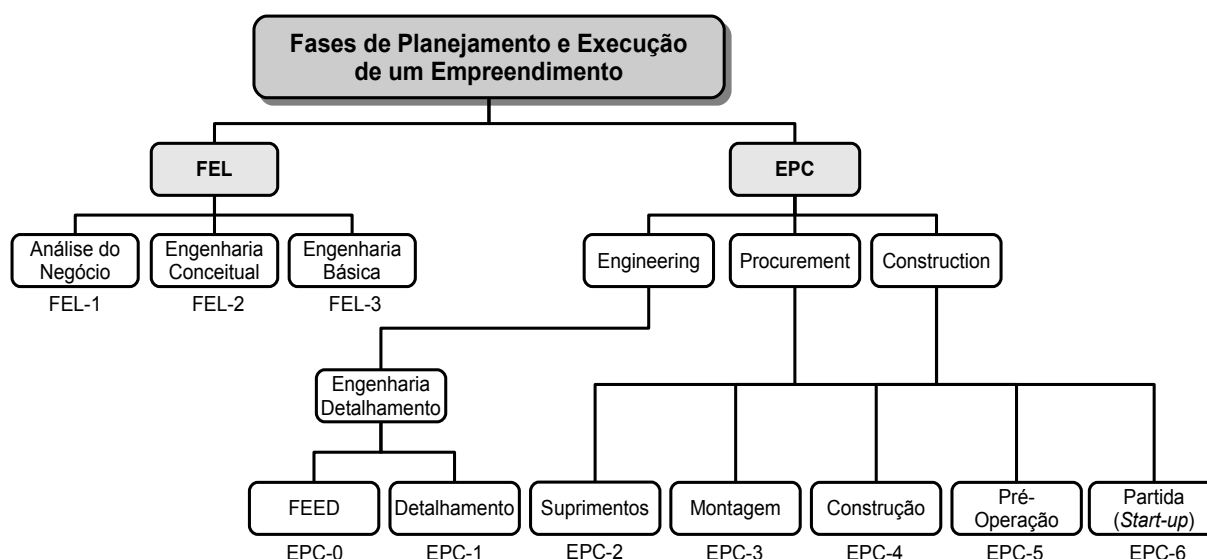 Fases de Planejamento e Execução
de um Empreendimento
FEL
EPC
Análise do
Negócio
FEL-1
Engenharia
Conceitual
FEL-2
Engenharia
Básica
FEL-3
Engineering
Procurement
Construction
Engenharia
Detalhamento
FEED
EPC-0
Detalhamento
EPC-1
Suprimentos
EPC-2
Montagem
EPC-3
Construção
EPC-4
Pré-
Operação
EPC-5
Partida
(Start-up)
EPC-6